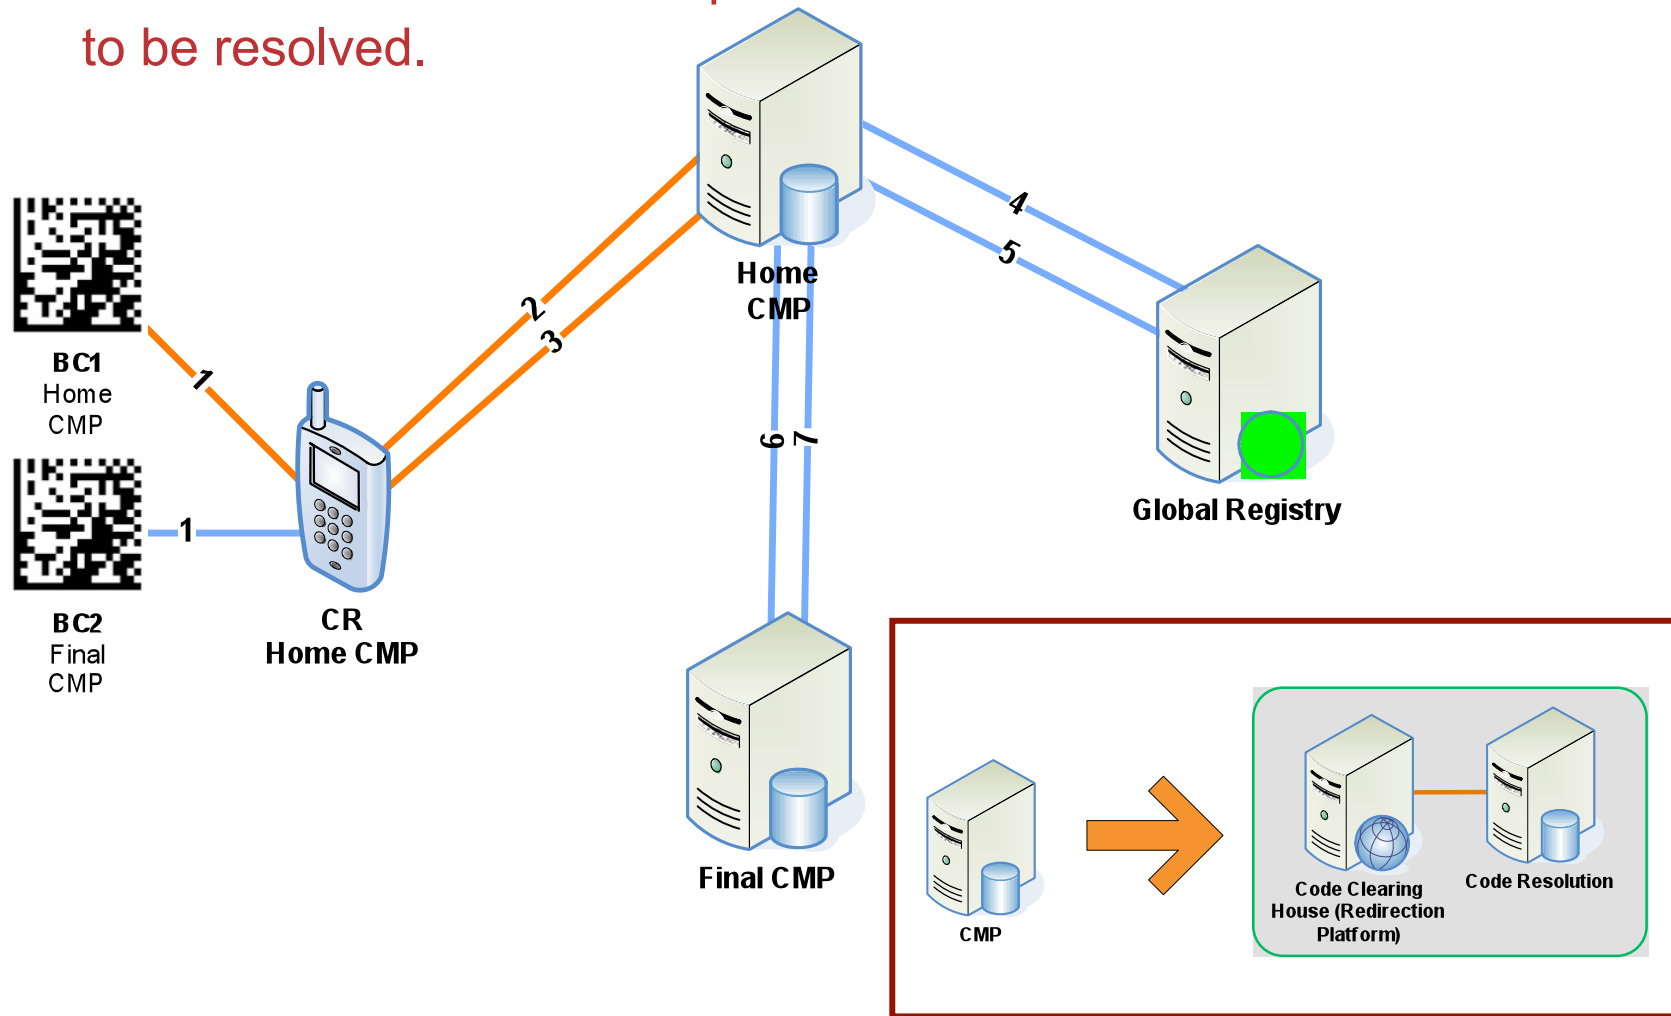 to be resolved.
Home
CMP
4
5
2
3
1
BC1
Home
CMP
1
BC2
Final
CMP
CR
Home CMP
6
7
Global Registry
Final CMP
CMP
Code Clearing
House (Redirection
Platform)
Code Resolution